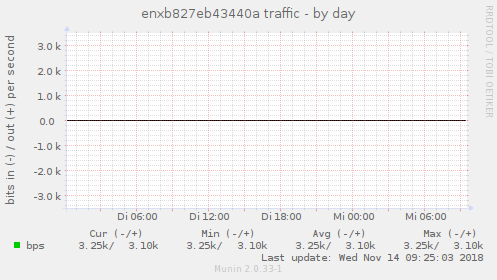 enxb827eb43440a traffic - by day
RRDTOOL / TOBI OETIKER
bits in (-) / out (+) per second
3.0 k
2.0 k
1.0 k
0.0
-1.0 k
-2.0 k
-3.0 k
Di 06:00 Di 12:00 Di 18:00 Mi 00:00 Mi 06:00
Cur (-/+) Min (-/+) Avg (-/+) Max (-/+)
bps 3.25k/ 3.10k 3.25k/ 3.10k 3.25k/ 3.10k 3.25k/ 3.10k
Last update: Wed Nov 14 09:25:03 2018
Munin 2.0.33-1